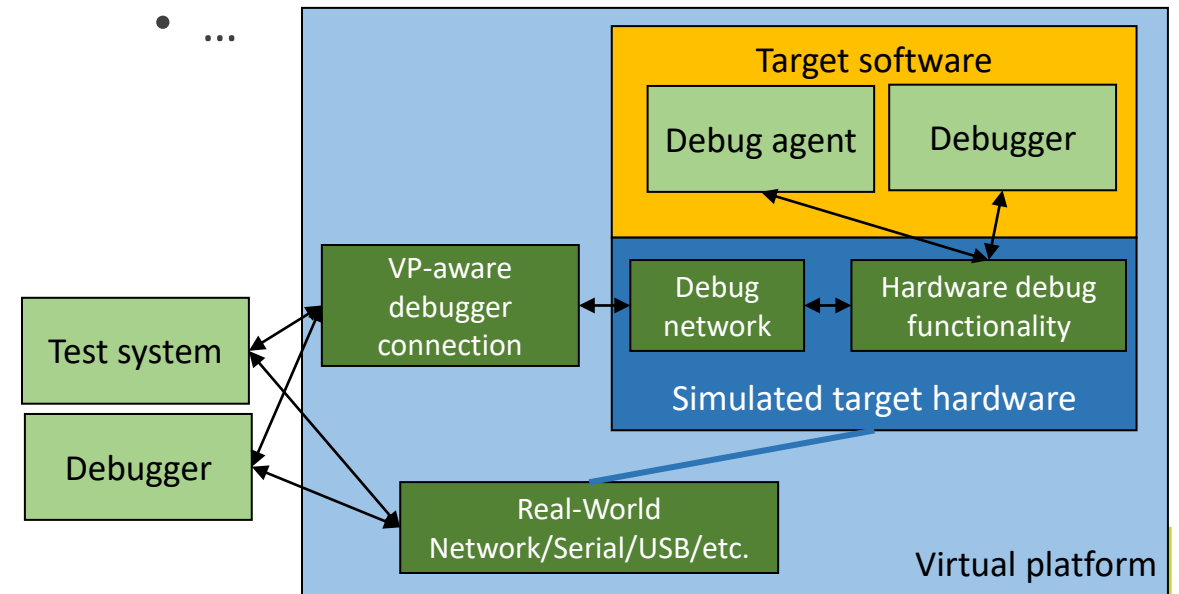 • ...
Target software
Debug agent
Debugger
VP-aware
debugger
connection
Debug
network
Hardware debug
functionality
Test system
Simulated target hardware
Debugger
Real-World
Network/Serial/USB/etc.
Virtual platform